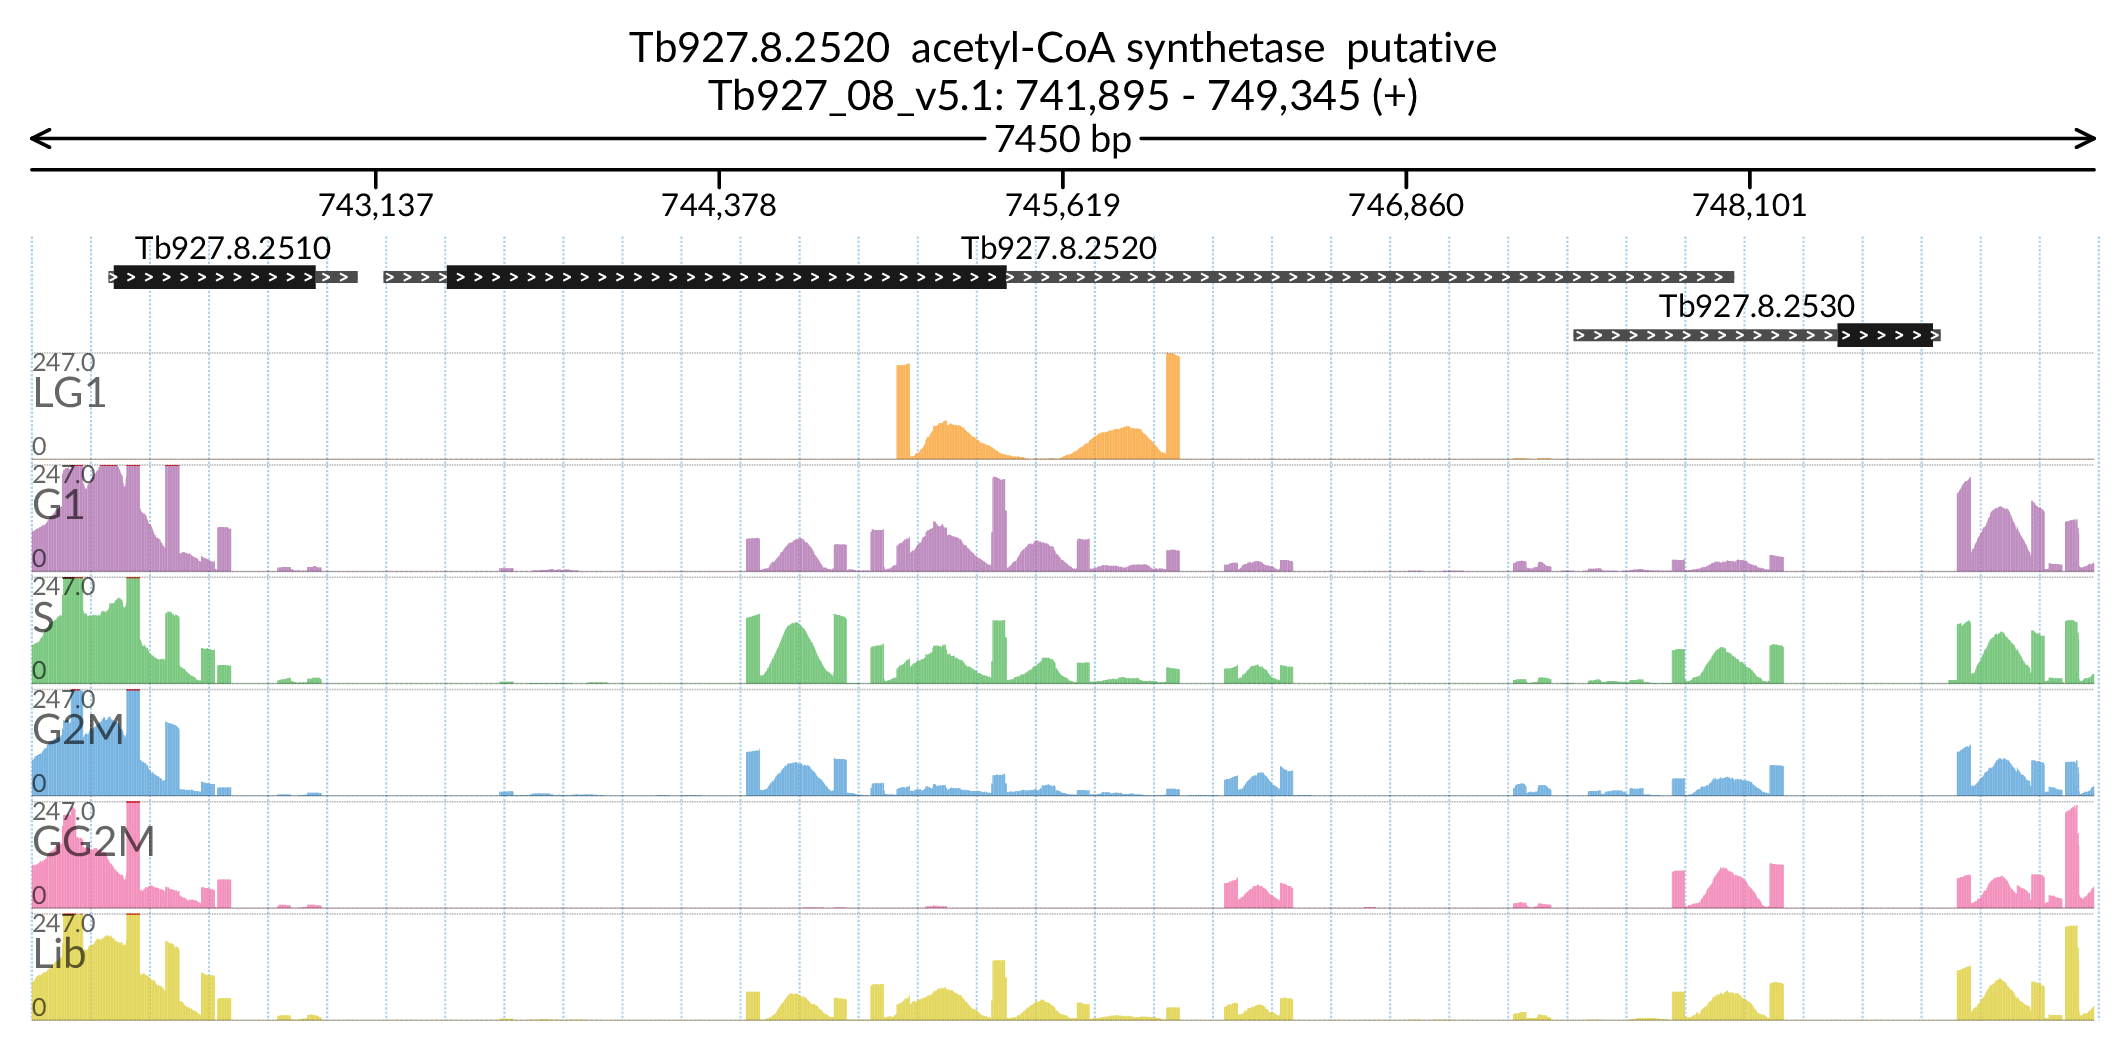 Tb927.8.2520  acetyl-CoA synthetase  putative
Tb927_08_v5.1: 741,895 - 749,345 (+)
7450 bp
743,137 744,378 745,619 746,860 748,101
Tb927.8.2510 Tb927.8.2520
Tb927.8.2530
247.0
LG1
0
247.0
G1
0
247.0
S
0
247.0
G2M
0
247.0
GG2M
0
247.0
Lib
0